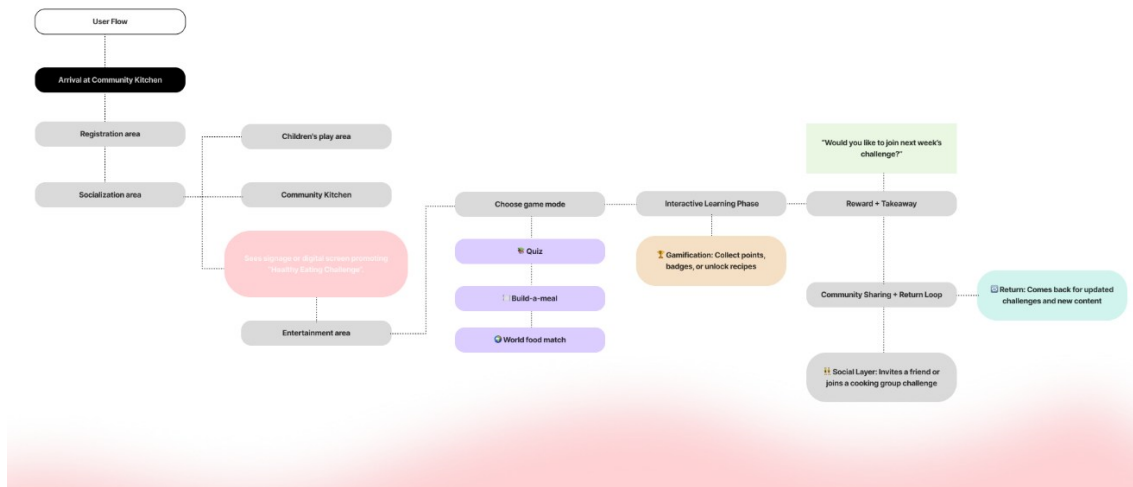 User Flow
Arrival at Community Kitchen
Registration area
Socialization area
Children's play area
Community Kitchen
Sees signage or digital screen promoting
'Healthy Eating Challenge'
Entertainment area
Choose game mode
Quiz
Build-a-meal
World food match
Interactive Learning Phase
Gamification: Collect points,
badges, or unlock recipes
"Would you like to join next week's
challenge?"
Reward + Takeaway
Community Sharing + Return Loop
Return: Comes back for updated
challenges and new content
Social Layer: Invites a friend or
joins a cooking group challenge